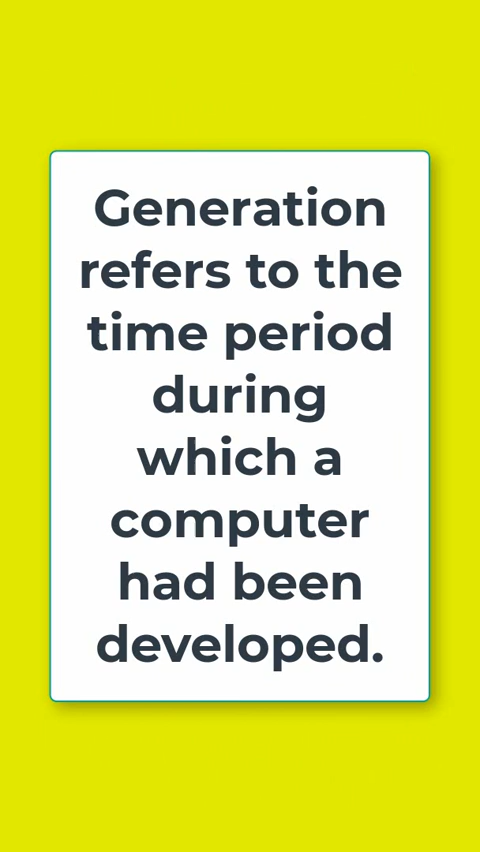 Generation
refers to the
time period
during
which a
computer
had been
developed.